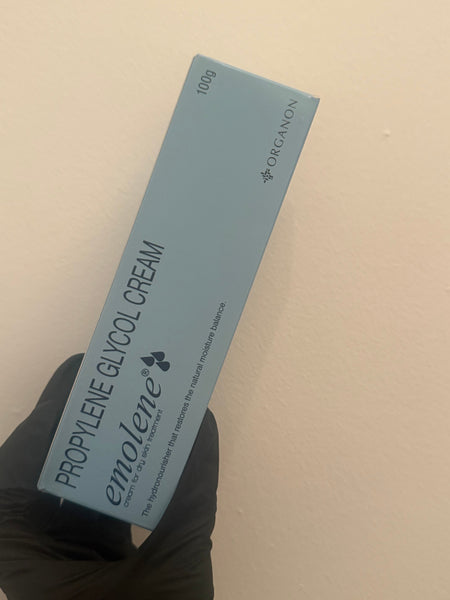 100g
ORGANON
PROPYLENE GLYCOL CREAM
emolene®
cream for dry skin treatment
The hydronourisher that restores the natural moisture balance.